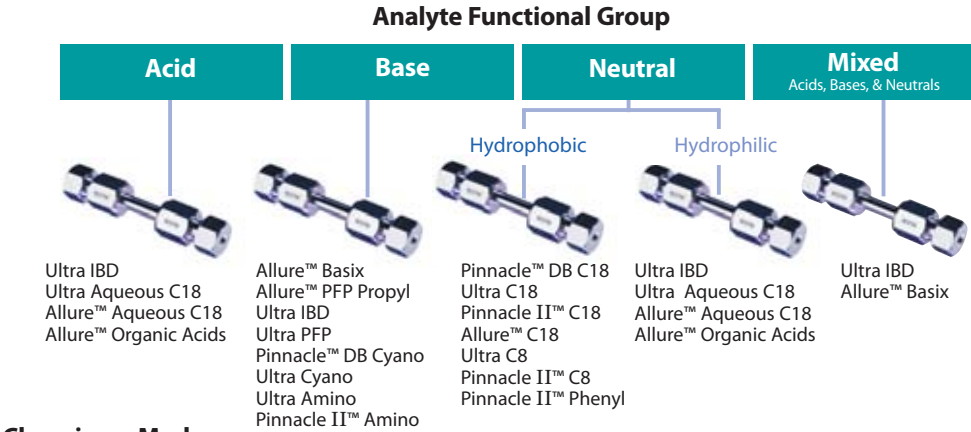 Analyte Functional Group
Acid
Base
Neutral
Mixed
Acids, Bases, & Neutrals
Hydrophobic
Hydrophilic
Ultra IBD
Ultra Aqueous C18
Allure™ Aqueous C18
Allure™ Organic Acids
Allure™ Basix
Allure™ PFP Propyl
Ultra IBD
Ultra PFP
Pinnacle™ DB Cyano
Ultra Cyano
Ultra Amino
Pinnacle II™ Amino
Pinnacle™ DB C18
Ultra C18
Pinnacle II™ C18
Allure™ C18
Ultra C8
Pinnacle II™ C8
Pinnacle II™ Phenyl
Ultra IBD
Ultra Aqueous C18
Allure™ Aqueous C18
Allure™ Organic Acids
Ultra IBD
Allure™ Basix